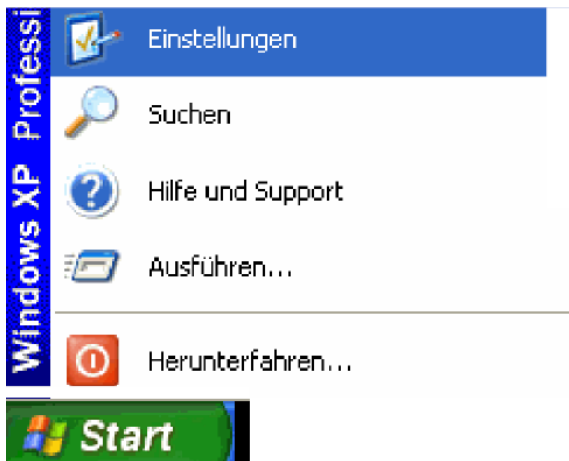 Windows XP Professi
Einstellungen
Suchen
Hilfe und Support
Ausführen...
Herunterfahren...
Start